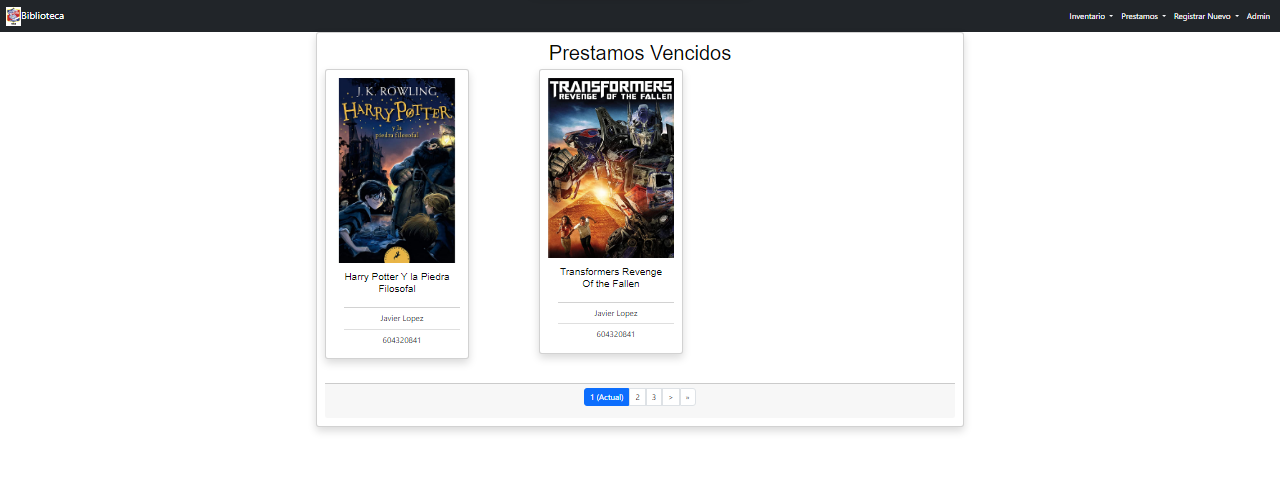 Biblioteca
Inventario
Prestamos
Registrar Nuevo
Admin
Prestamos Vencidos
J. K. ROWLING
HARRY POTTER
y la
piedra filosofal
Harry Potter Y la Piedra
Filosofal
Javier Lopez
604320841
TRANSFORMERS
REVENGE OF THE FALLEN
Transformers Revenge
Of the Fallen
Javier Lopez
604320841
1 (Actual) 2 3 > »